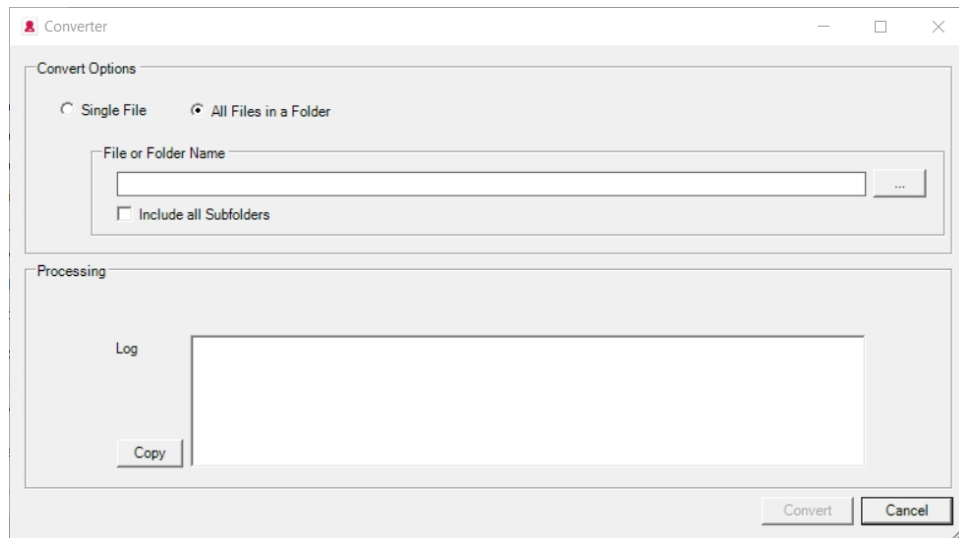 Converter
Convert Options
Single File All Files in a Folder
File or Folder Name
...
Include all Subfolders
Processing
Log
Copy
Convert Cancel